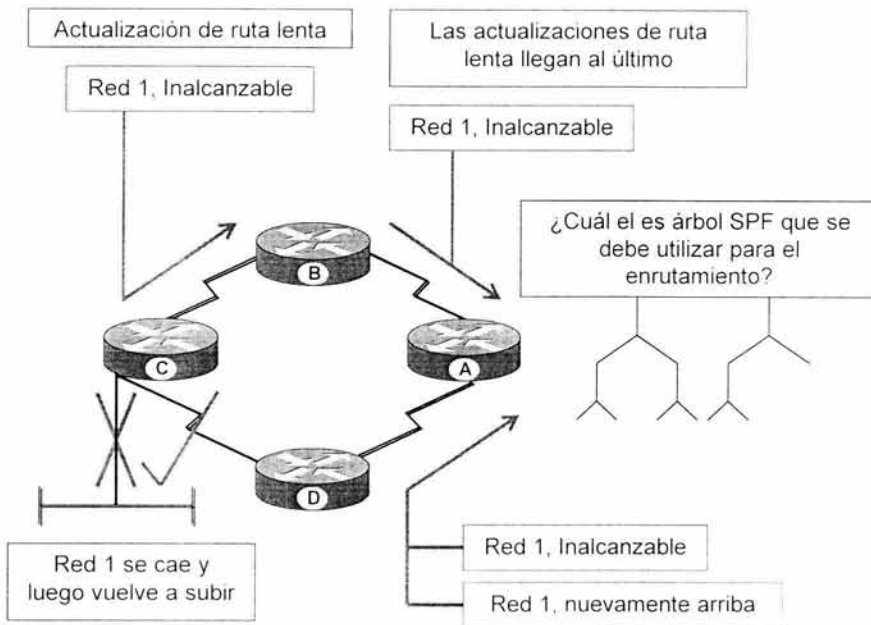 Actualización de ruta lenta
Las actualizaciones de ruta
lenta llegan al último
Red 1, Inalcanzable
Red 1, Inalcanzable
¿Cuál el es árbol SPF que se
debe utilizar para el
enrutamiento?
B
C
A
D
Red 1 se cae y
luego vuelve a subir
Red 1, Inalcanzable
Red 1, nuevamente arriba